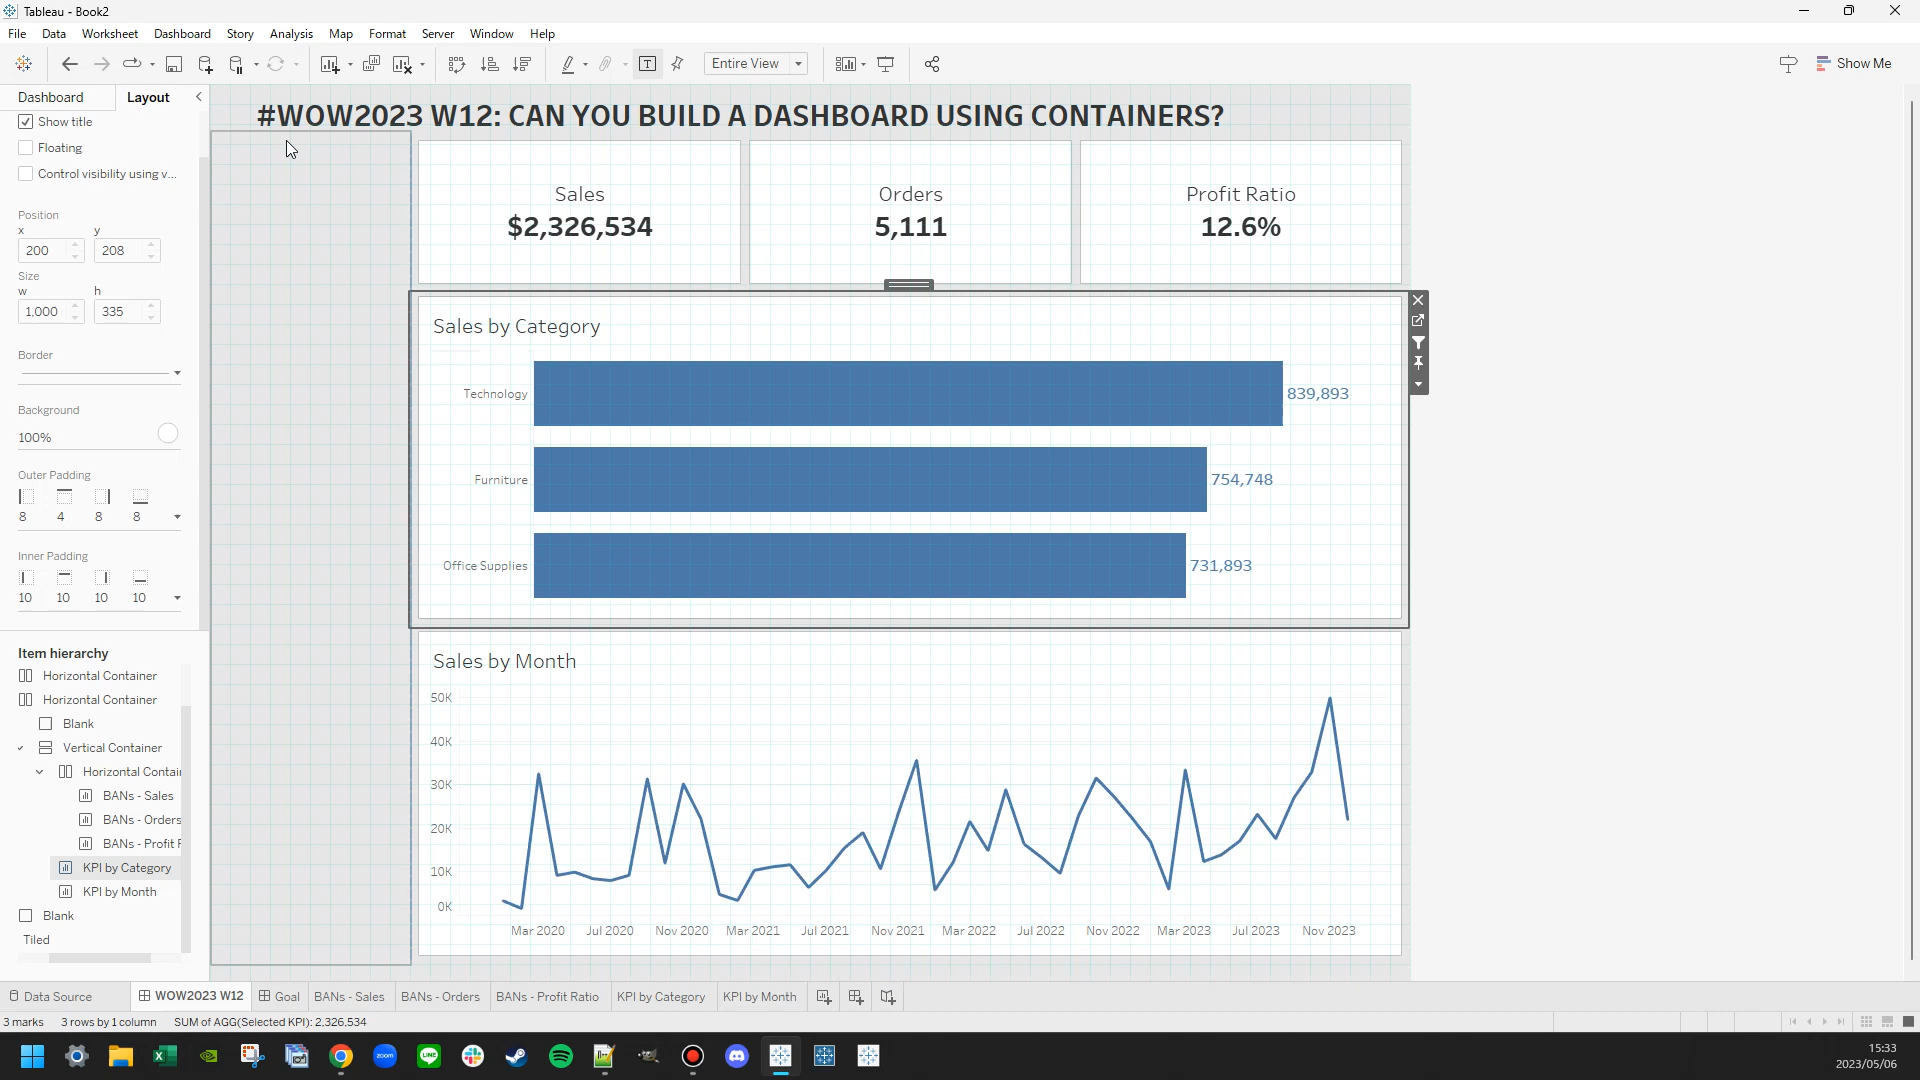 Tableau - Book2
File Data Worksheet Dashboard Story Analysis Map Format Server Window Help
Entire View
Show Me
Dashboard Layout
Show title
Floating
Control visibility using v...
Position
x y
200 208
Size
w h
1,000 335
Border
Background
100%
Outer Padding
8 4 8 8
Inner Padding
10 10 10 10
Item hierarchy
Horizontal Container
Horizontal Container
Blank
Vertical Container
Horizontal Contai
BANs - Sales
BANs - Orders
BANs - Profit
KPI by Category
KPI by Month
Blank
Tiled
#WOW2023 W12: CAN YOU BUILD A DASHBOARD USING CONTAINERS?
Sales
$2,326,534
Orders
5,111
Profit Ratio
12.6%
Sales by Category
Technology 839,893
Furniture 754,748
Office Supplies 731,893
Sales by Month
50K
40K
30K
20K
10K
0K
Mar 2020 Jul 2020 Nov 2020 Mar 2021 Jul 2021 Nov 2021 Mar 2022 Jul 2022 Nov 2022 Mar 2023 Jul 2023 Nov 2023
Data Source WOW2023 W12 Goal BANs - Sales BANs - Orders BANs - Profit Ratio KPI by Category KPI by Month
3 marks 3 rows by 1 column SUM of AGG(Selected KPI): 2,326,534
zoom
LINE
15:33
2023/05/06